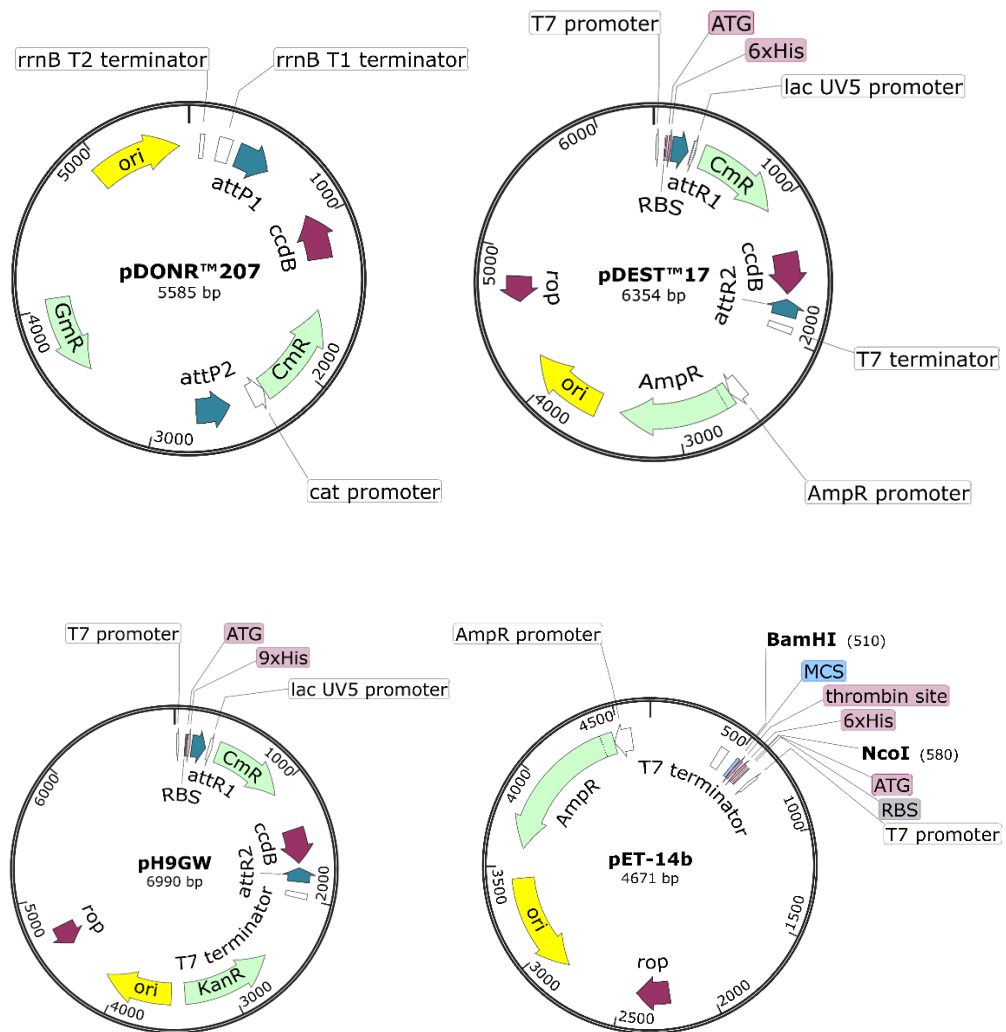 rrnB T2 terminator
rrnB T1 terminator
ori
attP1
ccdB
CmR
cat promoter
attP2
GmR
1000
2000
3000
4000
5000
pDONR™207
5585 bp
T7 promoter
ATG
6xHis
lac UV5 promoter
RBS
attR1
CmR
ccdB
attR2
T7 terminator
AmpR promoter
AmpR
ori
rop
1000
2000
3000
4000
5000
6000
pDEST™17
6354 bp
T7 promoter
ATG
9xHis
lac UV5 promoter
RBS
attR1
CmR
ccdB
attR2
T7 terminator
KanR
ori
rop
1000
2000
3000
4000
5000
6000
pH9GW
6990 bp
AmpR promoter
BamHI (510)
MCS
thrombin site
6xHis
NcoI (580)
ATG
RBS
T7 promoter
T7 terminator
AmpR
ori
rop
500
1000
1500
2000
2500
3000
3500
4000
4500
pET-14b
4671 bp